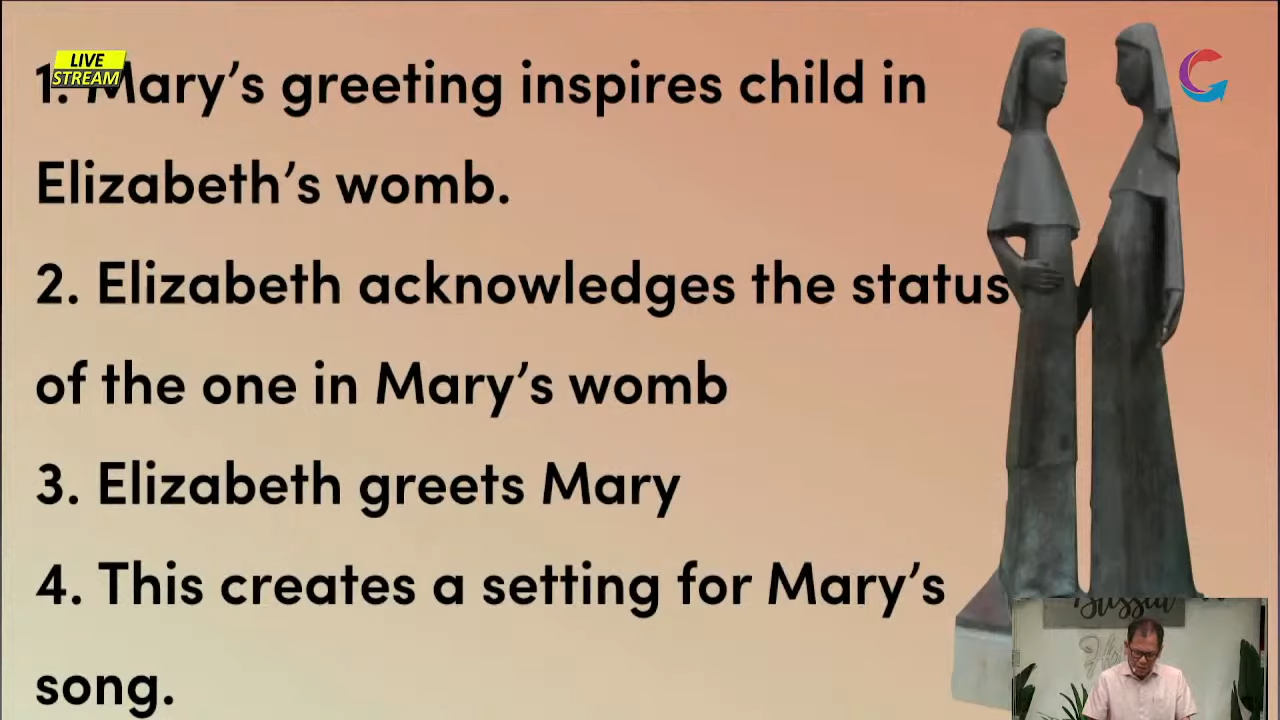 LIVE
STREAM
1. Mary’s greeting inspires child in
Elizabeth’s womb.
2. Elizabeth acknowledges the status
of the one in Mary’s womb
3. Elizabeth greets Mary
4. This creates a setting for Mary’s
song.
Blessed